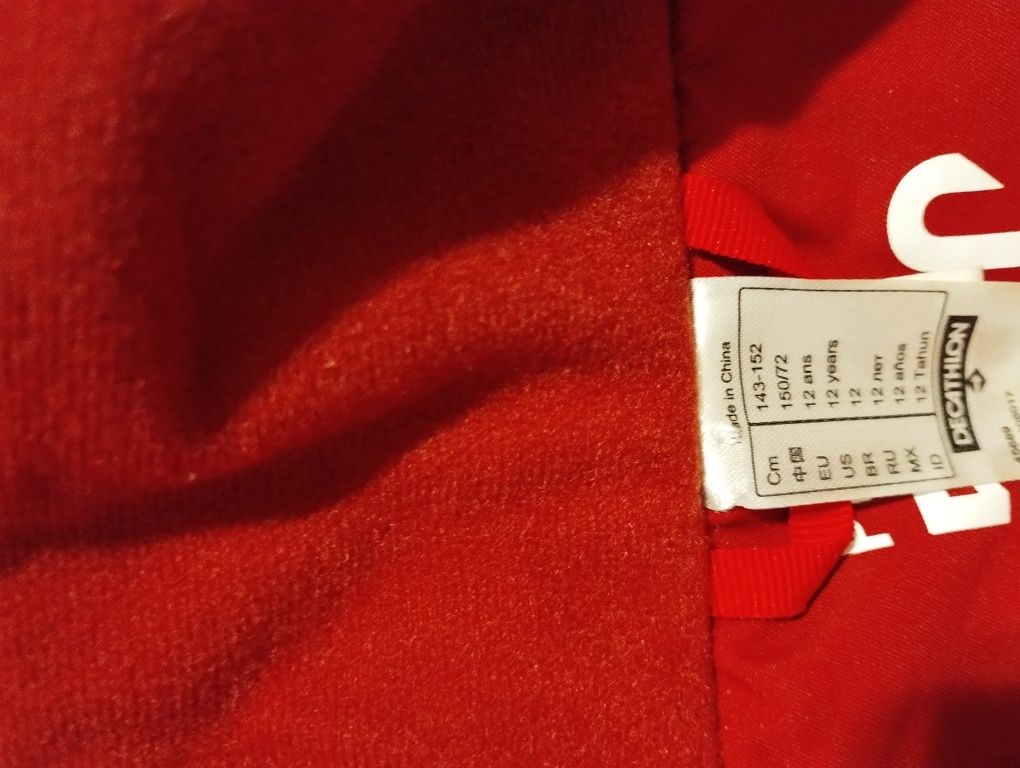 Made in China
Cm 143-152
中国 150/72
EU 12 ans
12 years
US 12
BR
RU 12 лет
MX 12 años
ID 12 Tahun
DECATHLON